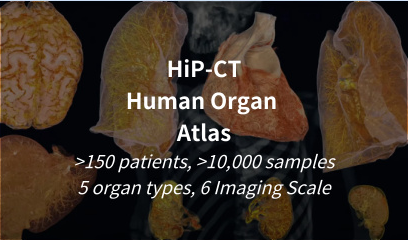 HiP-CT
Human Organ
Atlas
>150 patients, >10,000 samples
5 organ types, 6 Imaging Scale